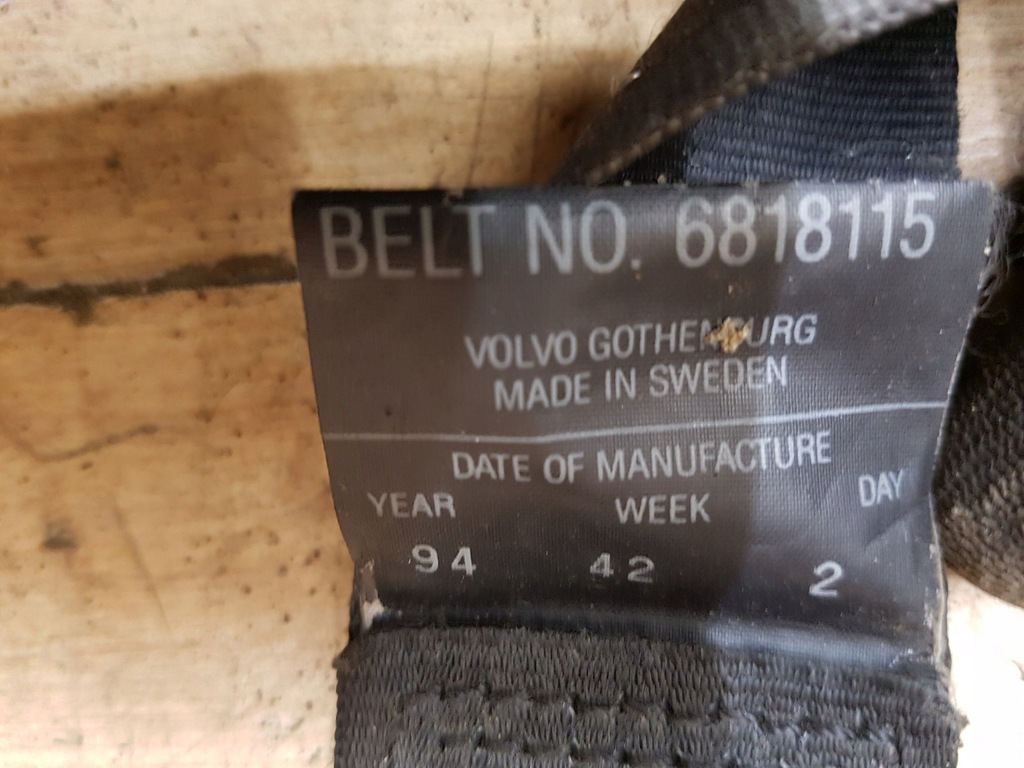 BELT NO. 6818115
VOLVO GOTHENBURG
MADE IN SWEDEN
DATE OF MANUFACTURE
YEAR WEEK DAY
94 42 2